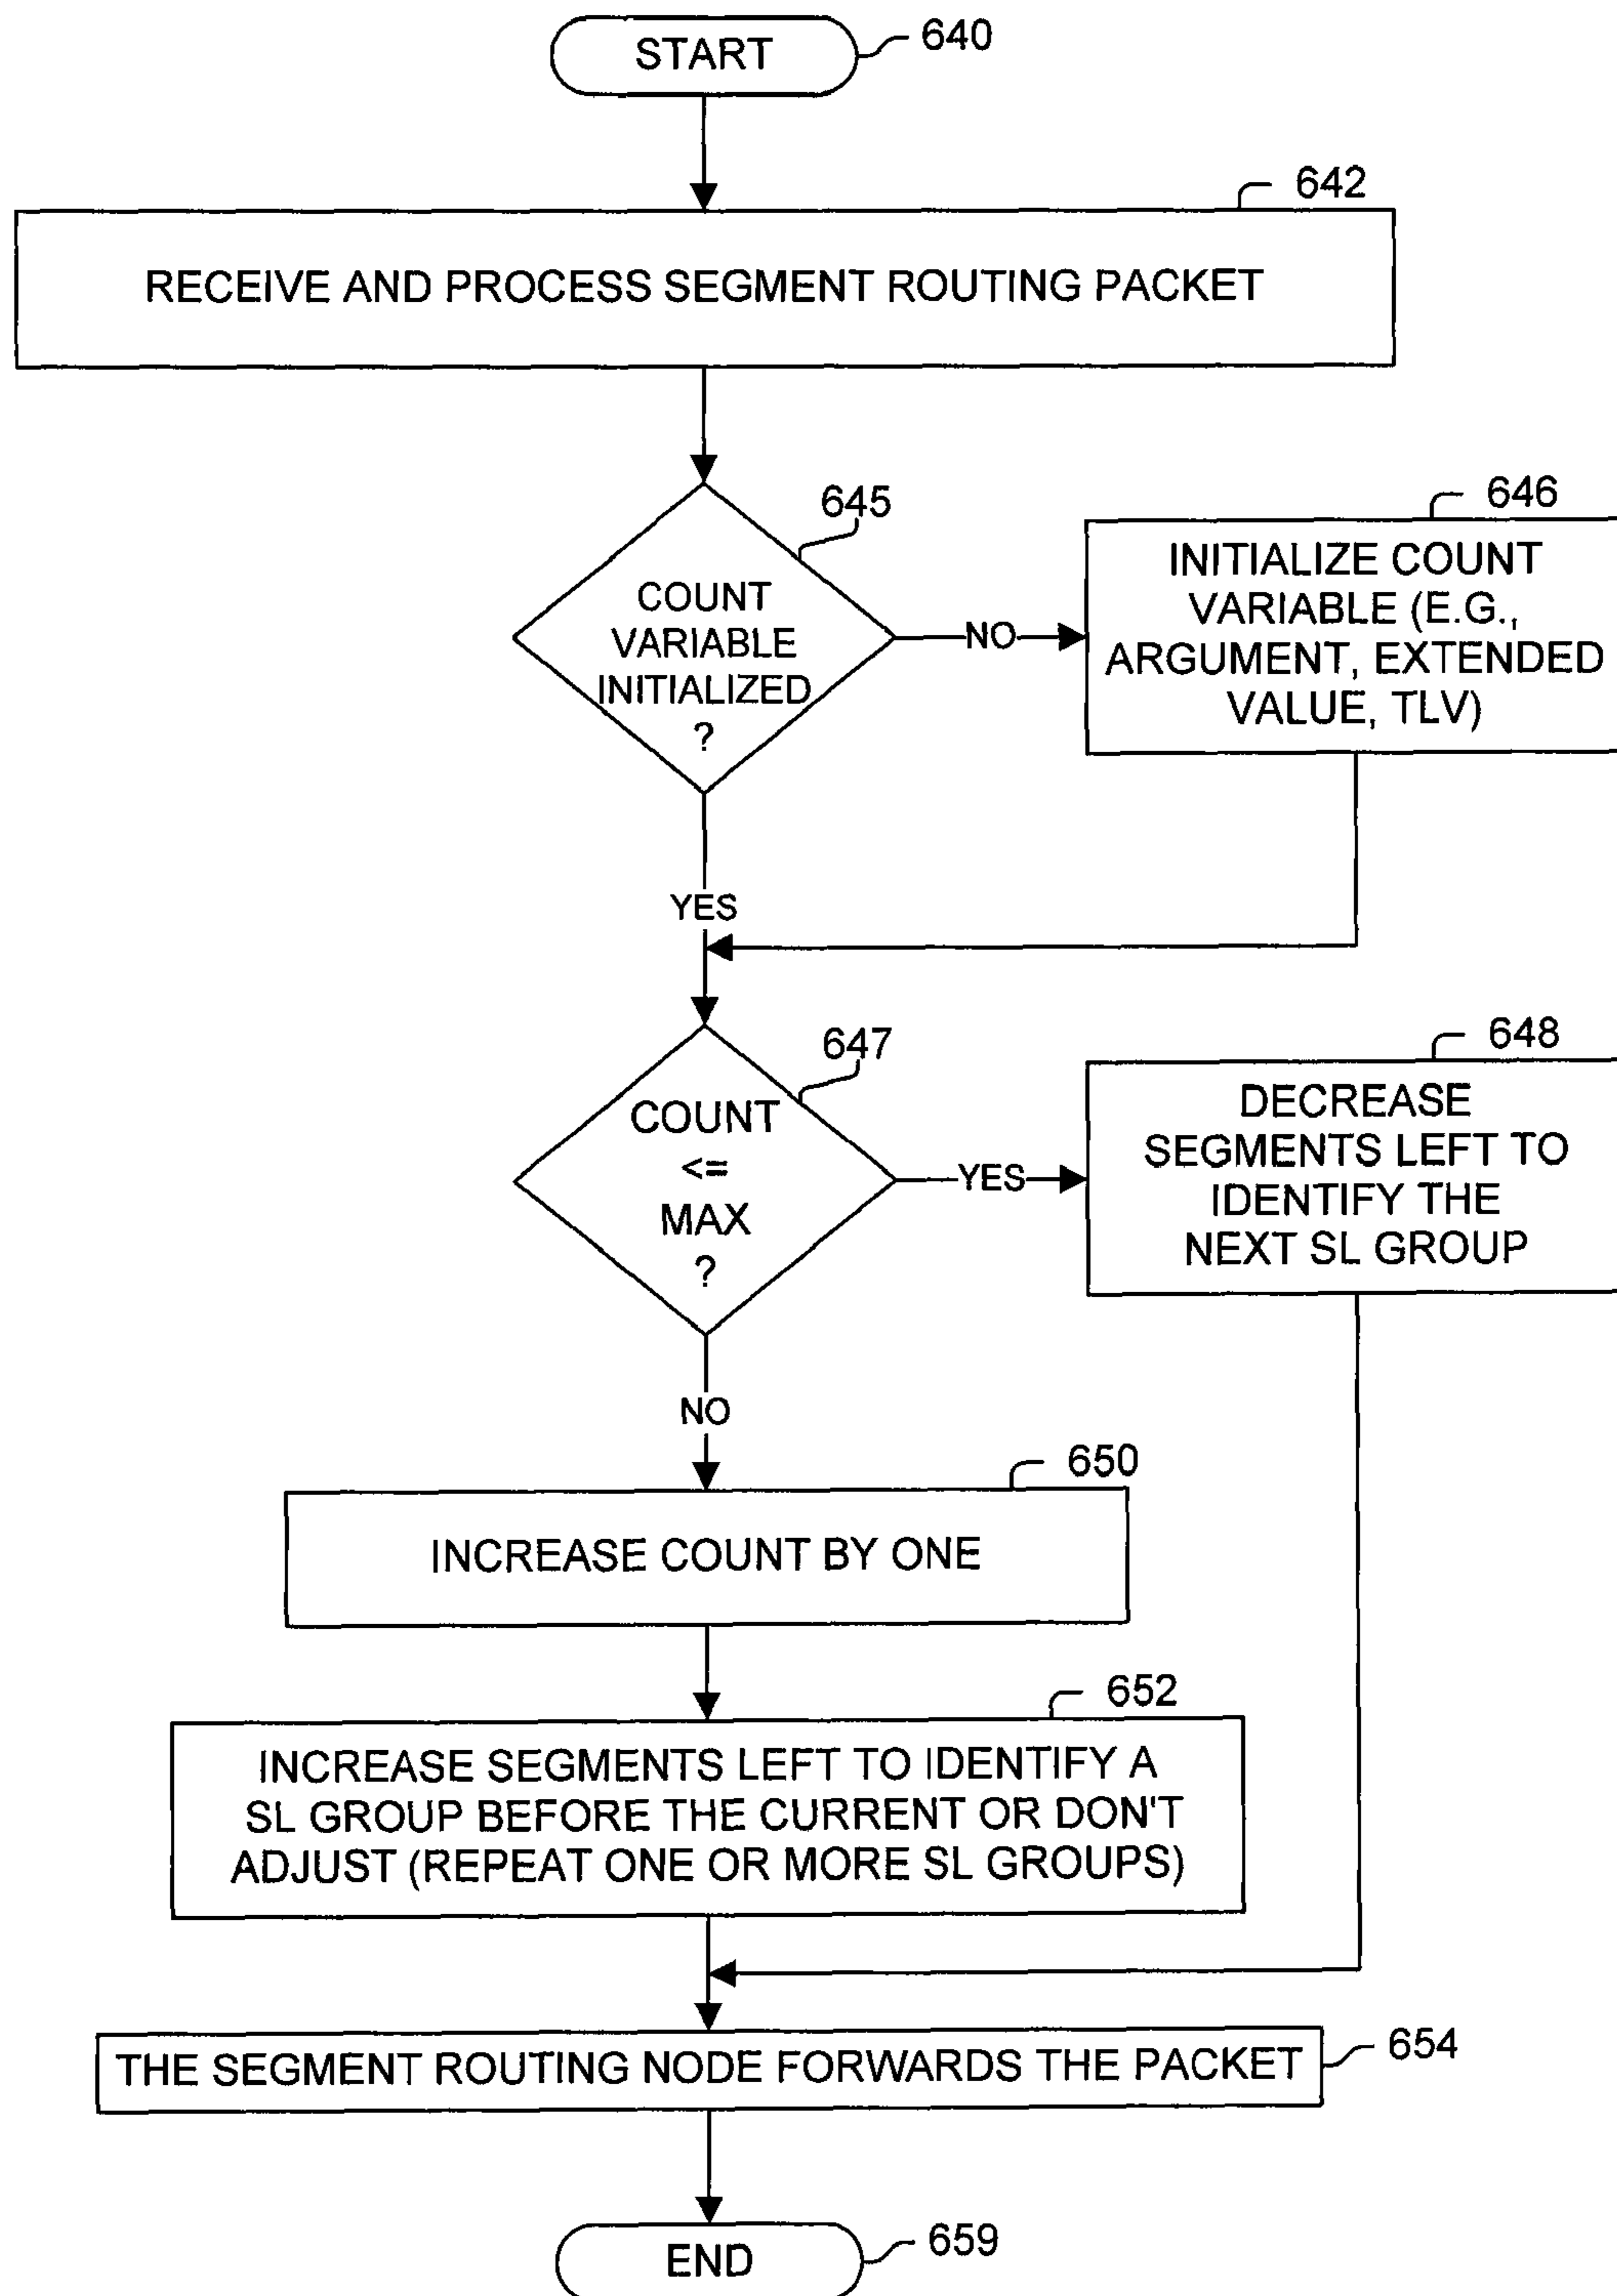 START
640
642
RECEIVE AND PROCESS SEGMENT ROUTING PACKET
645
COUNT
VARIABLE
INITIALIZED
?
NO
646
INITIALIZE COUNT
VARIABLE (E.G.,
ARGUMENT, EXTENDED
VALUE, TLV)
YES
647
COUNT
<=
MAX
?
YES
648
DECREASE
SEGMENTS LEFT TO
IDENTIFY THE
NEXT SL GROUP
NO
650
INCREASE COUNT BY ONE
652
INCREASE SEGMENTS LEFT TO IDENTIFY A
SL GROUP BEFORE THE CURRENT OR DON'T
ADJUST (REPEAT ONE OR MORE SL GROUPS)
THE SEGMENT ROUTING NODE FORWARDS THE PACKET
654
END
659